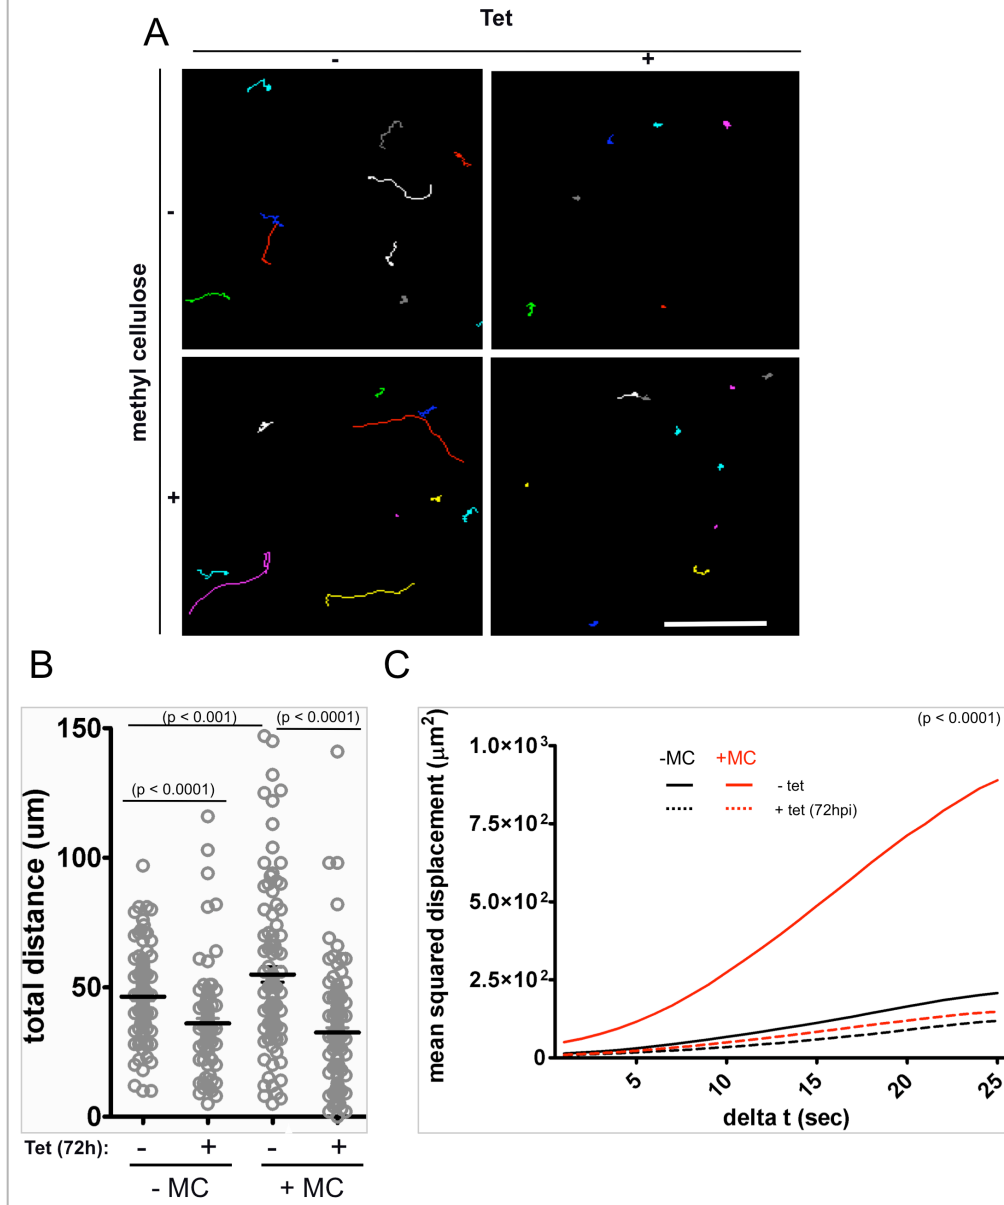 A
Tet
-
+
methyl cellulose
-
+
B
C
(p < 0.001)
(p < 0.0001)
(p < 0.0001)
150
100
50
0
total distance (um)
Tet (72h):
-
+
-
+
- MC
+ MC
(p < 0.0001)
mean squared displacement (µm²)
1.0×10³
7.5×10²
5.0×10²
2.5×10²
0
-MC +MC
- tet
+ tet (72hpi)
5
10
15
20
25
delta t (sec)